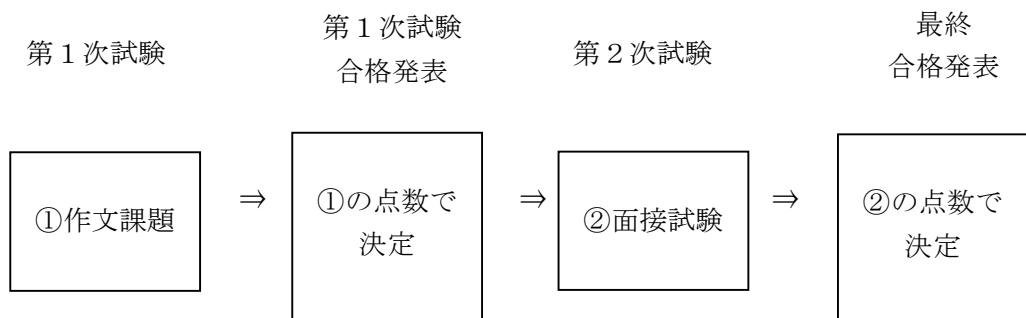 第１次試験
第１次試験
合格発表
第２次試験
最終
合格発表
①作文課題
⇒
①の点数で
決定
⇒
②面接試験
⇒
②の点数で
決定